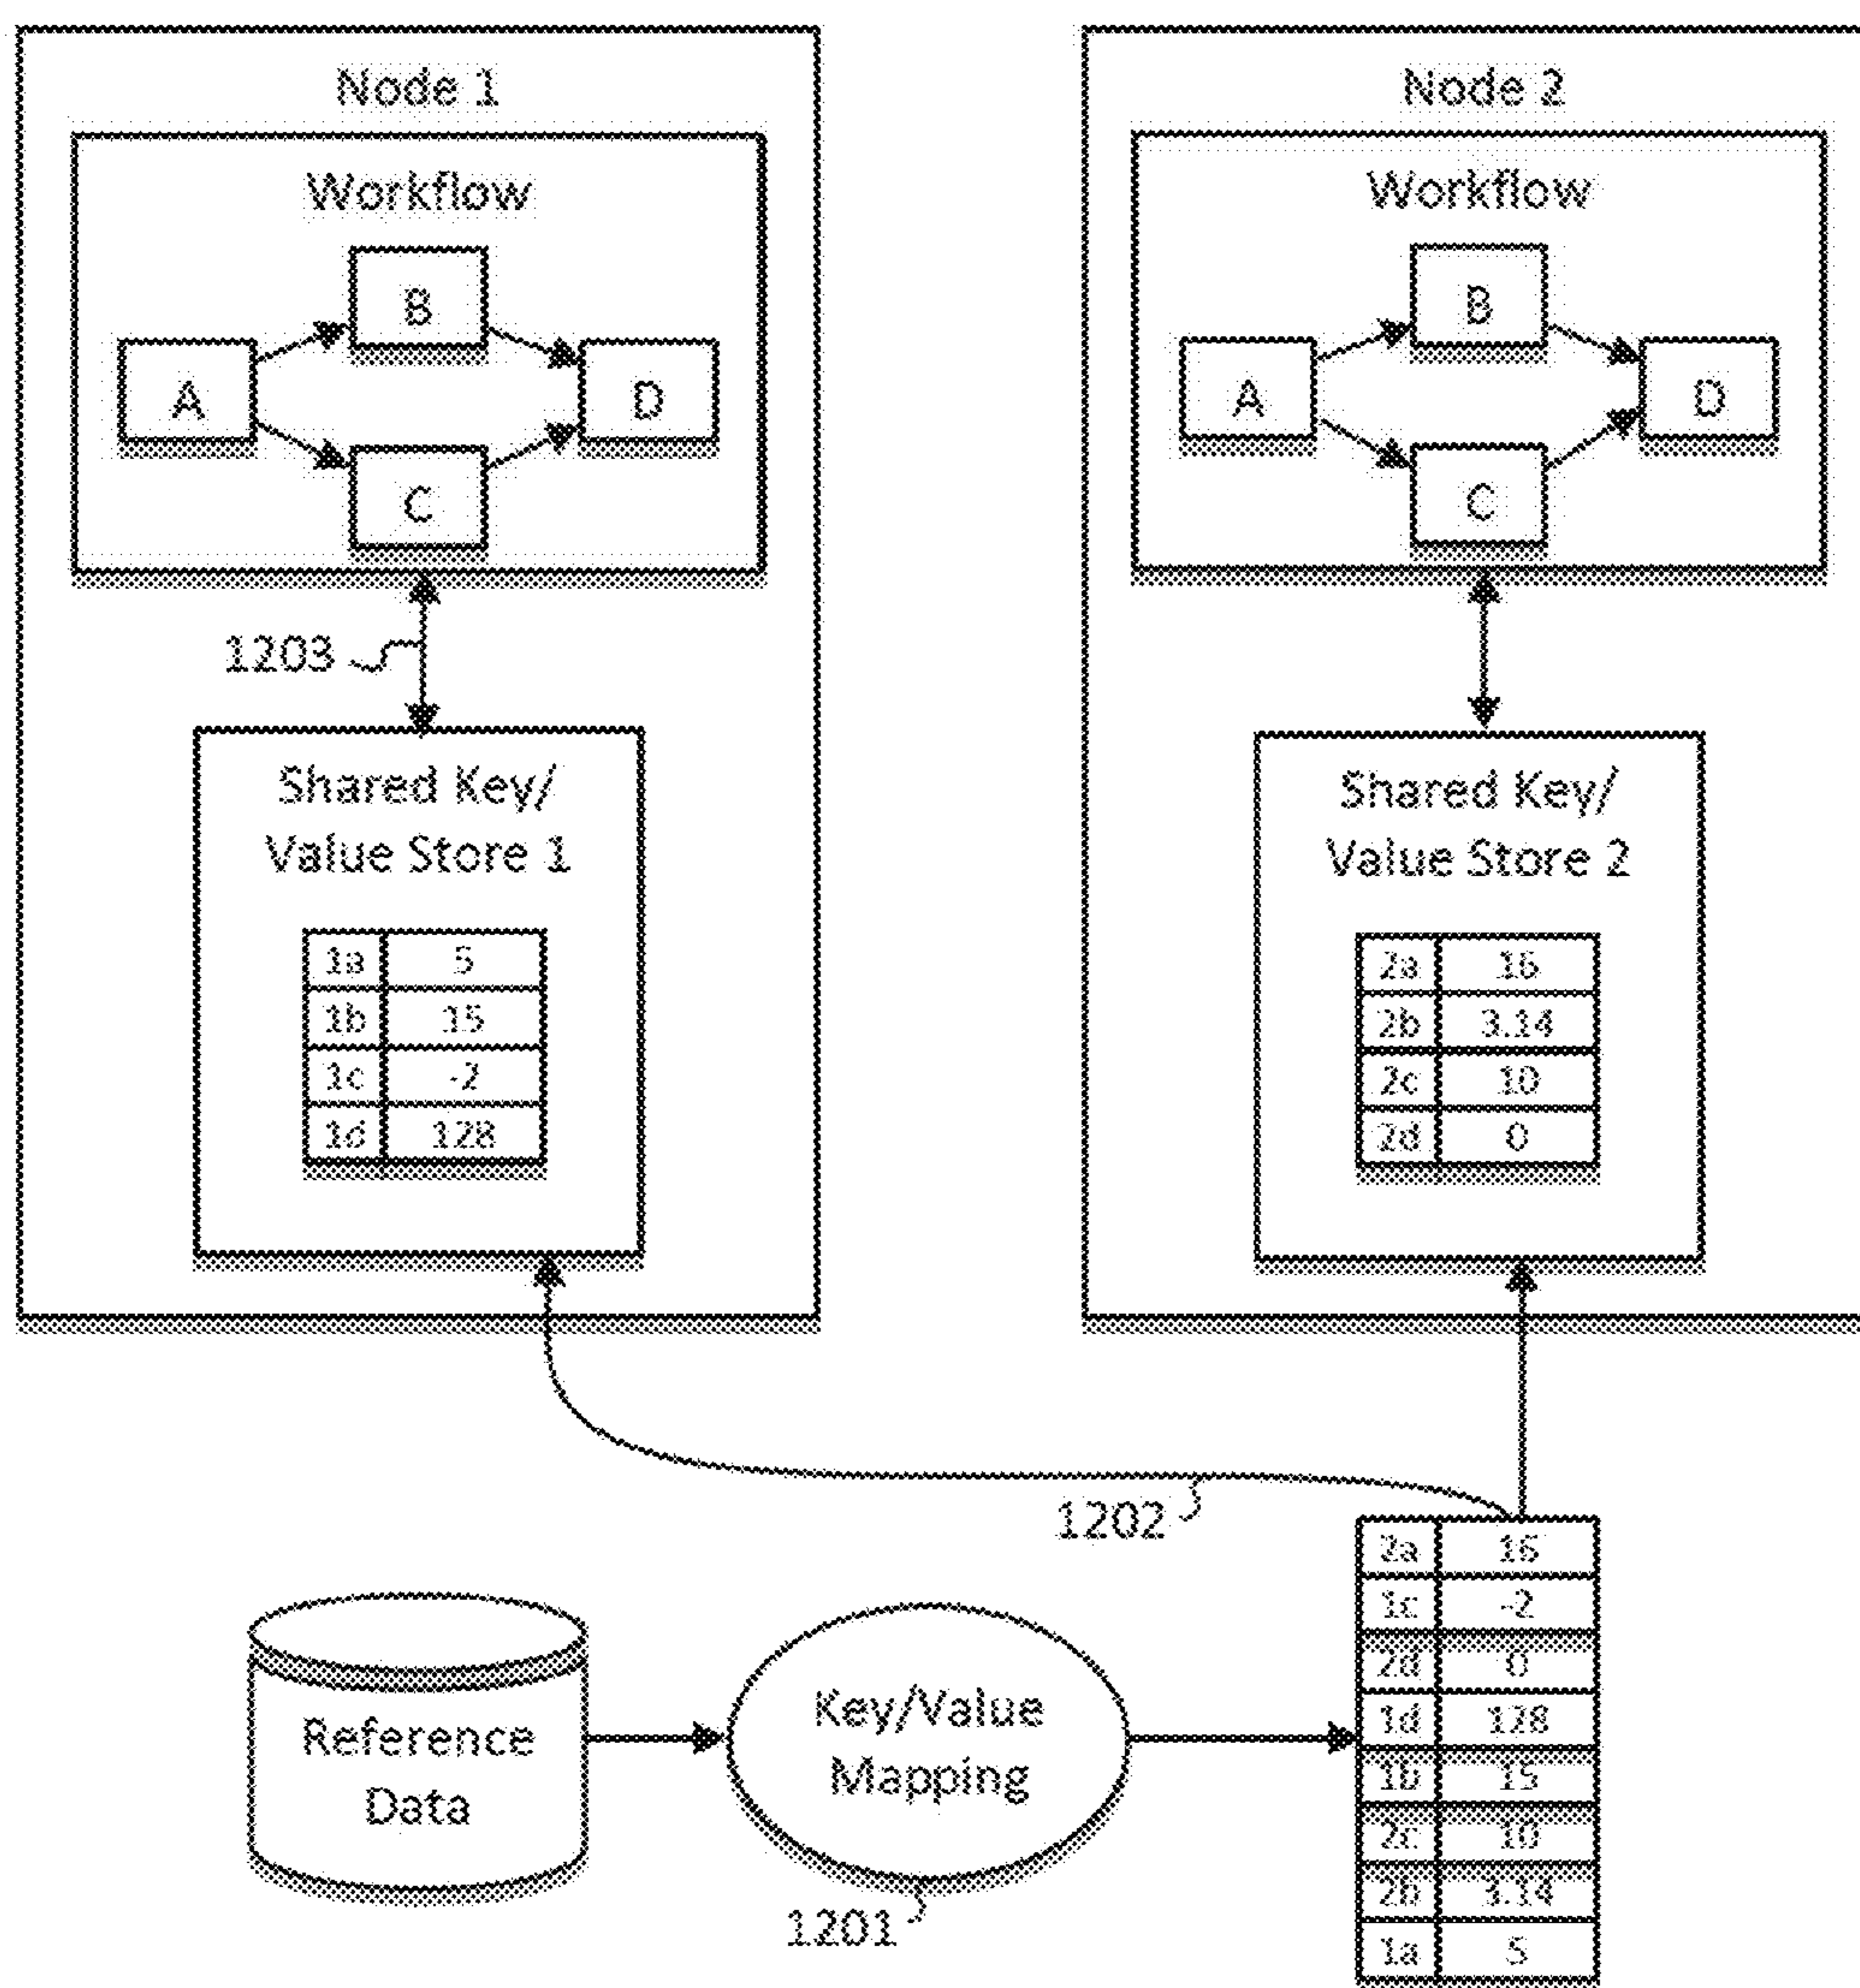 Node 1
Workflow
B
A
D
C
1203
Shared Key/
Value Store 1
1a 5
1b 15
1c -2
1d 128
Node 2
Workflow
B
A
D
C
Shared Key/
Value Store 2
2a 16
2b 3.14
2c 10
2d 0
1202
Reference
Data
Key/Value
Mapping
1201
2a 16
1c -2
2d 0
1d 128
1b 15
2c 10
2b 3.14
1a 5